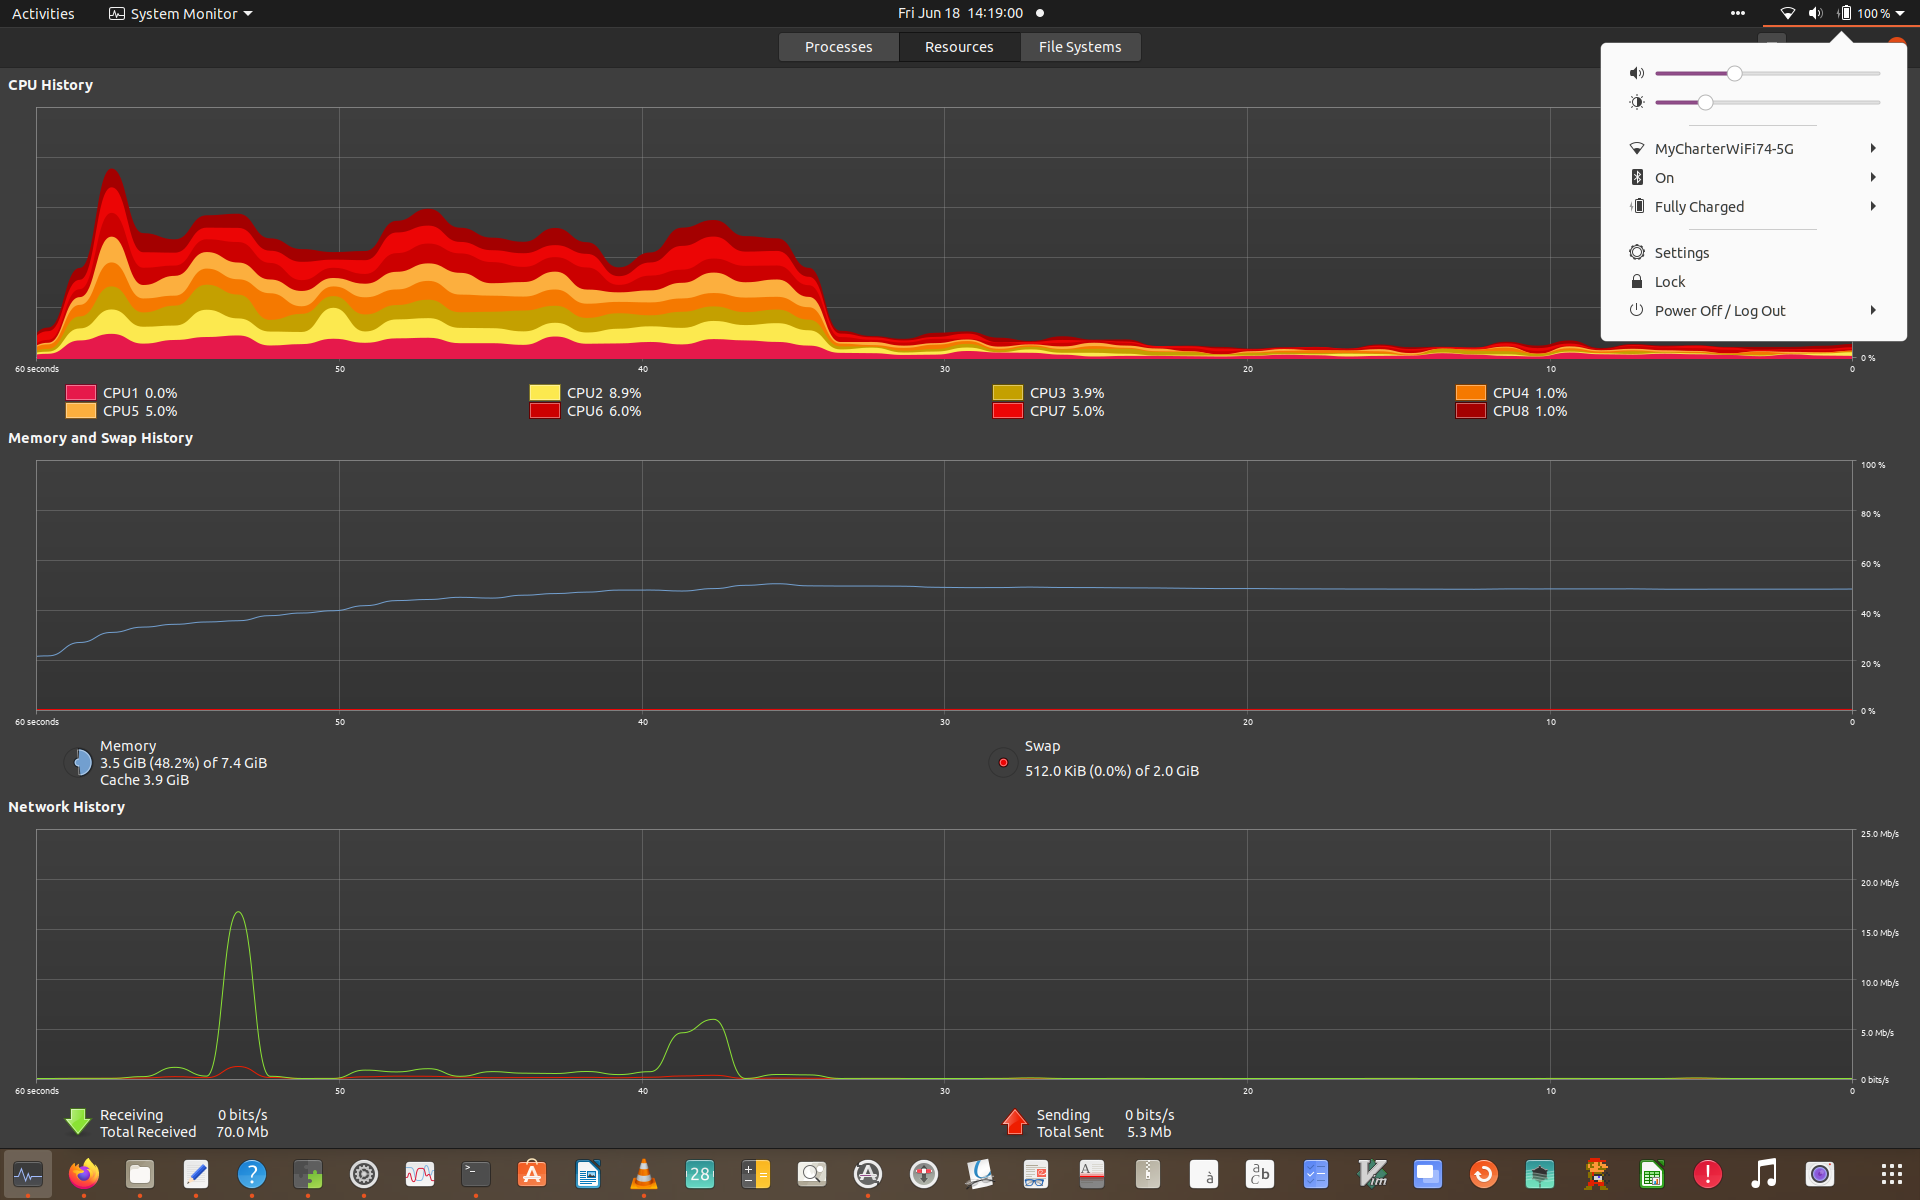 Activities System Monitor Fri Jun 18 14:19:00 100 %
Processes Resources File Systems
CPU History
MyCharterWiFi74-5G
On
Fully Charged
Settings
Lock
Power Off / Log Out
0 %
60 seconds 50 40 30 20 10 0
CPU1 0.0% CPU2 8.9% CPU3 3.9% CPU4 1.0%
CPU5 5.0% CPU6 6.0% CPU7 5.0% CPU8 1.0%
Memory and Swap History
100 %
80 %
60 %
40 %
20 %
0 %
60 seconds 50 40 30 20 10 0
Memory
3.5 GiB (48.2%) of 7.4 GiB
Cache 3.9 GiB
Swap
512.0 KiB (0.0%) of 2.0 GiB
Network History
25.0 Mb/s
20.0 Mb/s
15.0 Mb/s
10.0 Mb/s
5.0 Mb/s
0 bits/s
60 seconds 50 40 30 20 10 0
Receiving 0 bits/s
Total Received 70.0 Mb
Sending 0 bits/s
Total Sent 5.3 Mb
28
à
a b c
Vim